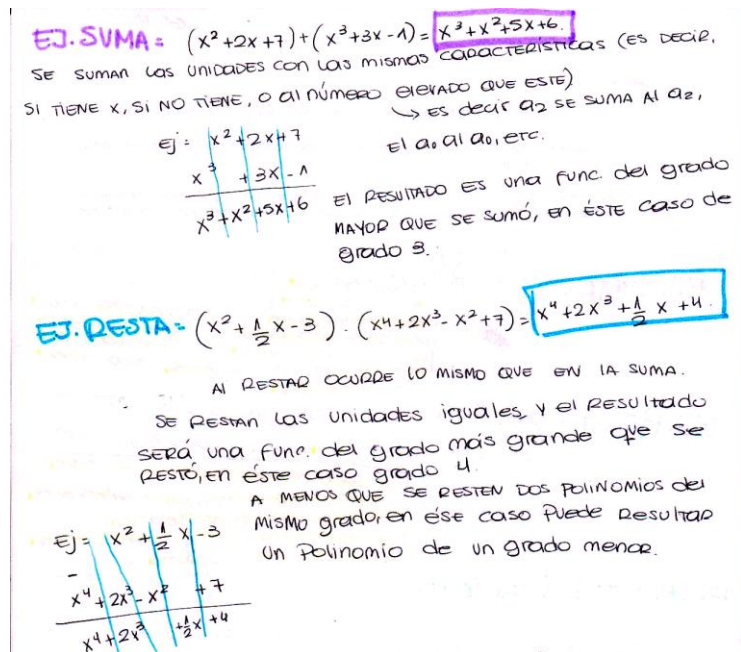 EJ. SUMA = (x² + 2x + 7) + (x³ + 3x - 1) = x³ + x² + 5x + 6.
SE SUMAN LAS UNIDADES CON LAS MISMAS CARACTERÍSTICAS (ES DECIR,
SI TIENE X, SI NO TIENE, O Al NÚMERO ELEVADO QUE ESTE)
↳ ES decir a₂ SE SUMA Al a₂,
El a₀ al a₀, ETC.
Ej: x² + 2x + 7
x³ + 3x - 1
x³ + x² + 5x + 6
El RESULTADO ES una func. del grado
MAYOR QUE SE SUMÓ, EN ÉSTE caso de
grado 3.
EJ. RESTA = (x² + 1/2 x - 3) . (x⁴ + 2x³ - x² + 7) = x⁴ + 2x³ + 1/2 x + 4.
Al RESTAR OCURRE LO MISMO QUE EN LA SUMA.
SE RESTAN LAS UNIDADES IGUALES, Y el RESULTADO
SERÁ una FUNC. del grado más grande que SE
RESTÓ, EN ÉSTE CASO grado 4.
A MENOS QUE SE RESTEN DOS POLINOMIOS del
MISMO grado, en ÉSE caso PUEDE RESULTAR
UN POLINOMIO de un grado MENOR.
Ej = x² + 1/2 x - 3
-
x⁴ + 2x³ - x² + 7
x⁴ + 2x³ + 1/2 x + 4